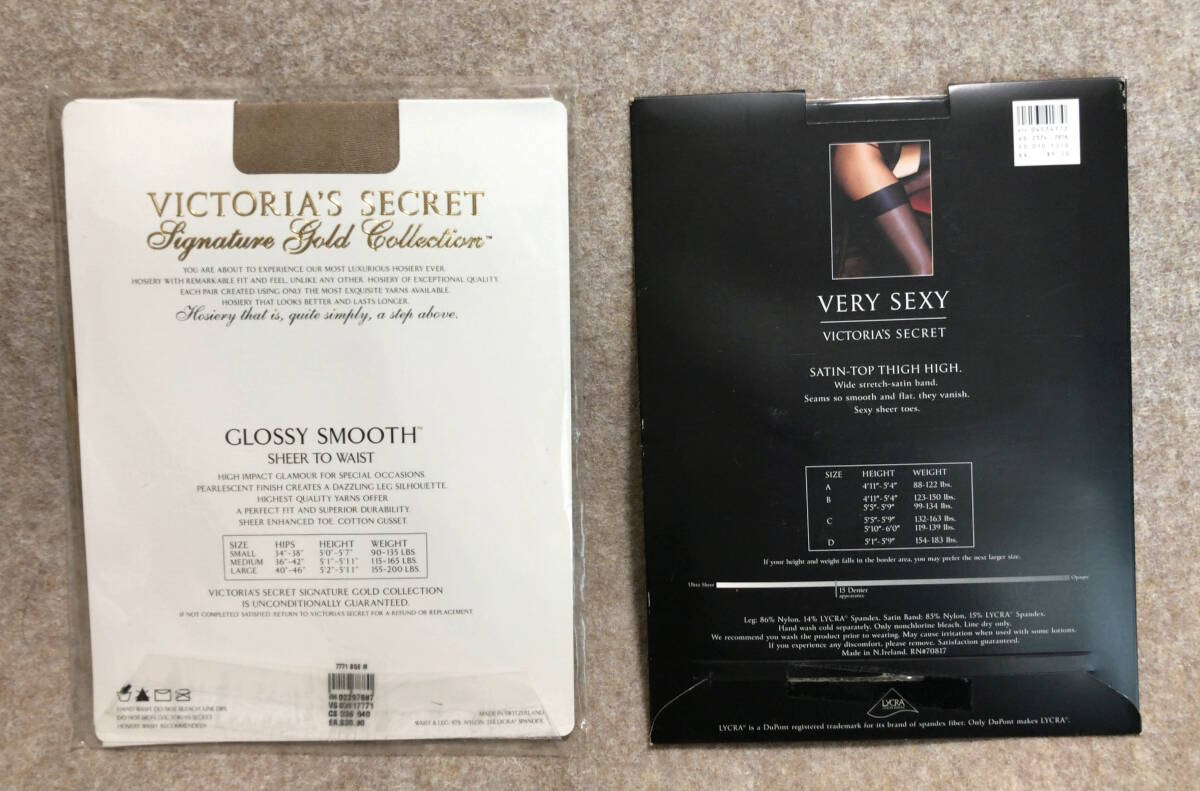 VICTORIA'S SECRET
Signature Gold Collection™
YOU ARE ABOUT TO EXPERIENCE OUR MOST LUXURIOUS HOSIERY EVER.
HOSIERY WITH REMARKABLE FIT AND FEEL, UNLIKE ANY OTHER. HOSIERY OF EXCEPTIONAL QUALITY.
EACH PAIR CREATED USING ONLY THE MOST EXQUISITE YARNS AVAILABLE.
HOSIERY THAT LOOKS BETTER AND LASTS LONGER.
Hosiery that is, quite simply, a step above.
GLOSSY SMOOTH™
SHEER TO WAIST
HIGH IMPACT GLAMOUR FOR SPECIAL OCCASIONS.
PEARLESCENT FINISH CREATES A DAZZLING LEG SILHOUETTE.
HIGHEST QUALITY YARNS OFFER
A PERFECT FIT AND SUPERIOR DURABILITY.
SHEER ENHANCED TOE. COTTON GUSSET.
SIZE HIPS HEIGHT WEIGHT
SMALL 34"-38" 5'0"-5'7" 90-135 LBS.
MEDIUM 36"-42" 5'1"-5'11" 115-165 LBS.
LARGE 40"-46" 5'2"-5'11" 155-200 LBS.
VICTORIA'S SECRET SIGNATURE GOLD COLLECTION
IS UNCONDITIONALLY GUARANTEED.
IF NOT COMPLETELY SATISFIED, RETURN TO VICTORIA'S SECRET FOR A REFUND OR REPLACEMENT.
7771 BGE M
HAND WASH. DO NOT BLEACH. LINE DRY.
MADE IN SWITZERLAND
VERY SEXY
VICTORIA'S SECRET
SATIN-TOP THIGH HIGH.
Wide stretch-satin band.
Seams so smooth and flat, they vanish.
Sexy sheer toes.
SIZE HEIGHT WEIGHT
A 4'11"-5'4" 88-122 lbs.
B 4'11"-5'4" 123-150 lbs.
5'5"-5'9" 99-134 lbs.
C 5'5"-5'9" 132-163 lbs.
5'10"-6'0" 119-139 lbs.
D 5'1"-5'9" 154-183 lbs.
If your height and weight falls in the border area, you may prefer the next larger size.
Ultra Sheer Opaque
15 Denier
appearance
Leg: 86% Nylon, 14% LYCRA® Spandex. Satin Band: 85% Nylon, 15% LYCRA® Spandex.
Hand wash cold separately. Only nonchlorine bleach. Line dry only.
We recommend you wash the product prior to wearing. May cause irritation when used with some lotions.
If you experience any discomfort, please remove. Satisfaction guaranteed.
Made in N.Ireland. RN#70817
LYCRA
LYCRA® is a DuPont registered trademark for its brand of spandex fiber. Only DuPont makes LYCRA®.